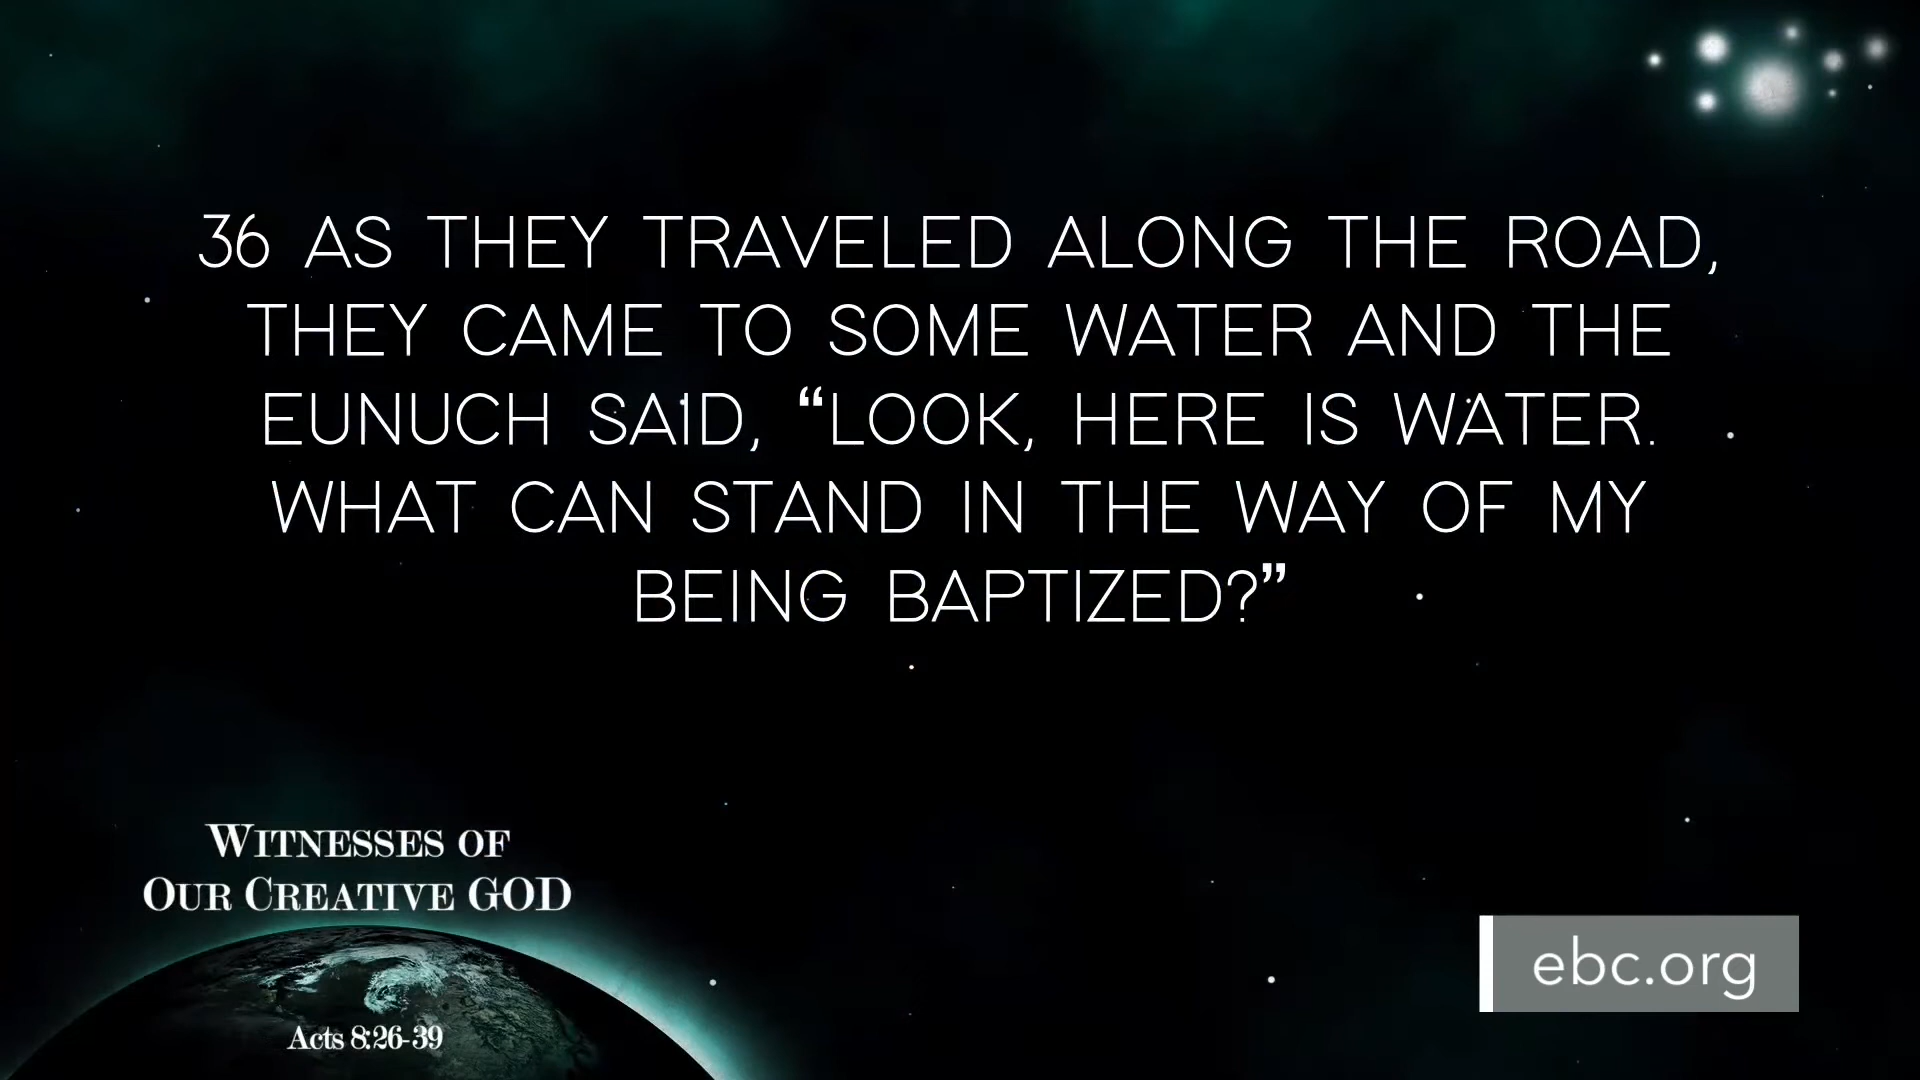 36 AS THEY TRAVELED ALONG THE ROAD,
THEY CAME TO SOME WATER AND THE
EUNUCH SAID, “LOOK, HERE IS WATER.
WHAT CAN STAND IN THE WAY OF MY
BEING BAPTIZED?”
WITNESSES OF
OUR CREATIVE GOD
Acts 8:26-39
ebc.org